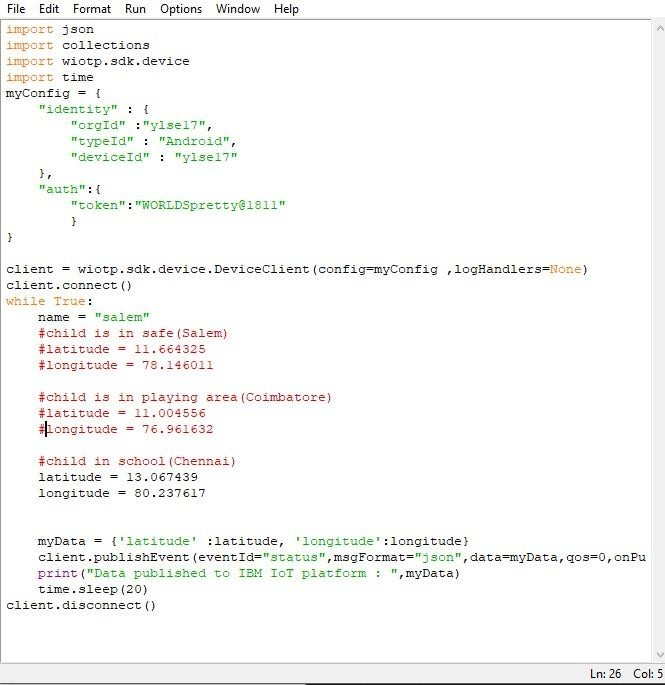 File Edit Format Run Options Window Help
import json
import collections
import wiotp.sdk.device
import time
myConfig = {
    "identity" : {
        "orgId" :"ylse17",
        "typeId" : "Android",
        "deviceId" : "ylse17"
    },
    "auth":{
        "token":"WORLDSpretty@1811"
        }
}
client = wiotp.sdk.device.DeviceClient(config=myConfig ,logHandlers=None)
client.connect()
while True:
    name = "salem"
    #child is in safe(Salem)
    #latitude = 11.664325
    #longitude = 78.146011
    #child is in playing area(Coimbatore)
    #latitude = 11.004556
    #longitude = 76.961632
    #child in school(Chennai)
    latitude = 13.067439
    longitude = 80.237617
    myData = {'latitude' :latitude, 'longitude':longitude}
    client.publishEvent(eventId="status",msgFormat="json",data=myData,qos=0,onPu
    print("Data published to IBM IoT platform : ",myData)
    time.sleep(20)
client.disconnect()
Ln: 26 Col: 5